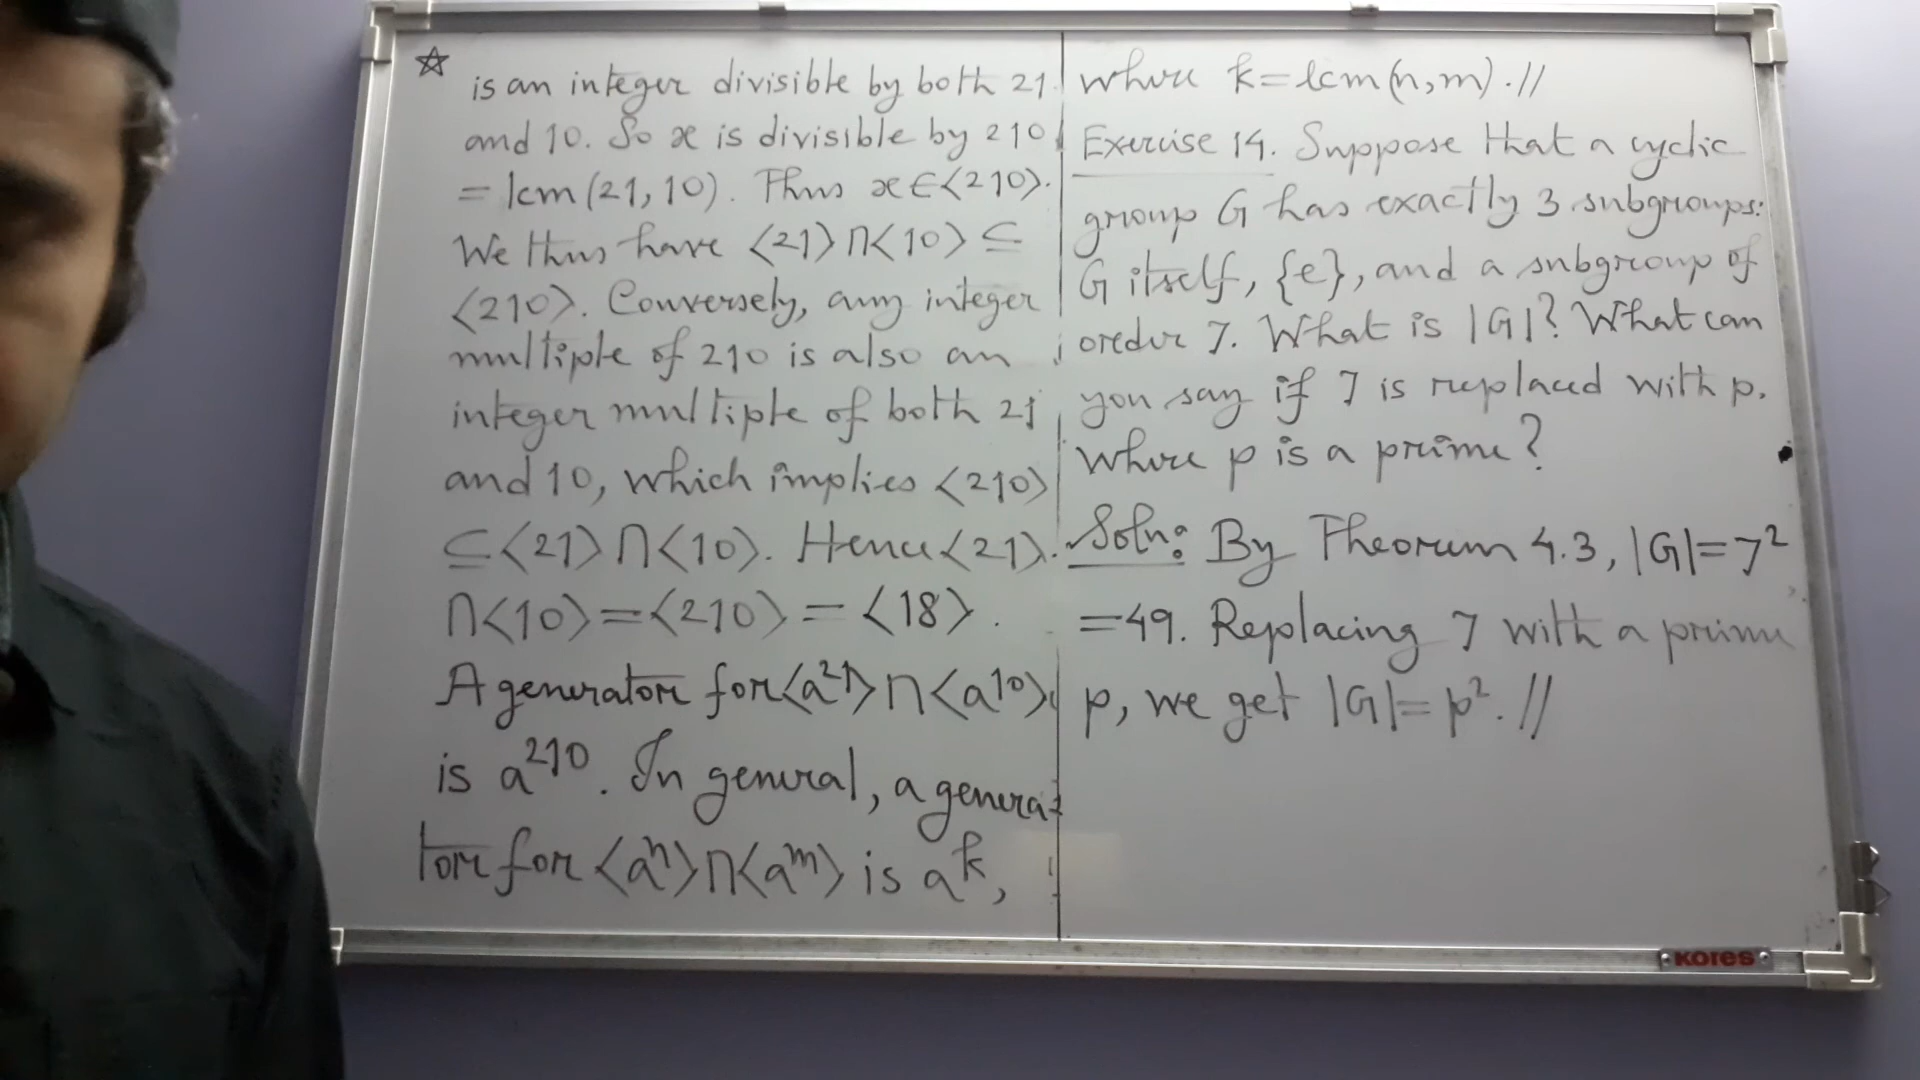 ☆ is an integer divisible by both 21
and 10. So x is divisible by 210
= lcm(21, 10). Thus x ∈ ⟨210⟩.
We thus have ⟨21⟩ ∩ ⟨10⟩ ⊆
⟨210⟩. Conversely, any integer
multiple of 210 is also an
integer multiple of both 21
and 10, which implies ⟨210⟩
⊆ ⟨21⟩ ∩ ⟨10⟩. Hence ⟨21⟩
∩ ⟨10⟩ = ⟨210⟩ = ⟨18⟩.
A generator for ⟨a²¹⟩ ∩ ⟨a¹⁰⟩
is a²¹⁰. In general, a genera-
tor for ⟨aⁿ⟩ ∩ ⟨aᵐ⟩ is aᵏ,
where k = lcm(n, m). //
Exercise 14. Suppose that a cyclic
group G has exactly 3 subgroups:
G itself, {e}, and a subgroup of
order 7. What is |G|? What can
you say if 7 is replaced with p.
where p is a prime?
Soln: By Theorem 4.3, |G| = 7²
= 49. Replacing 7 with a prime
p, we get |G| = p². //
KORES